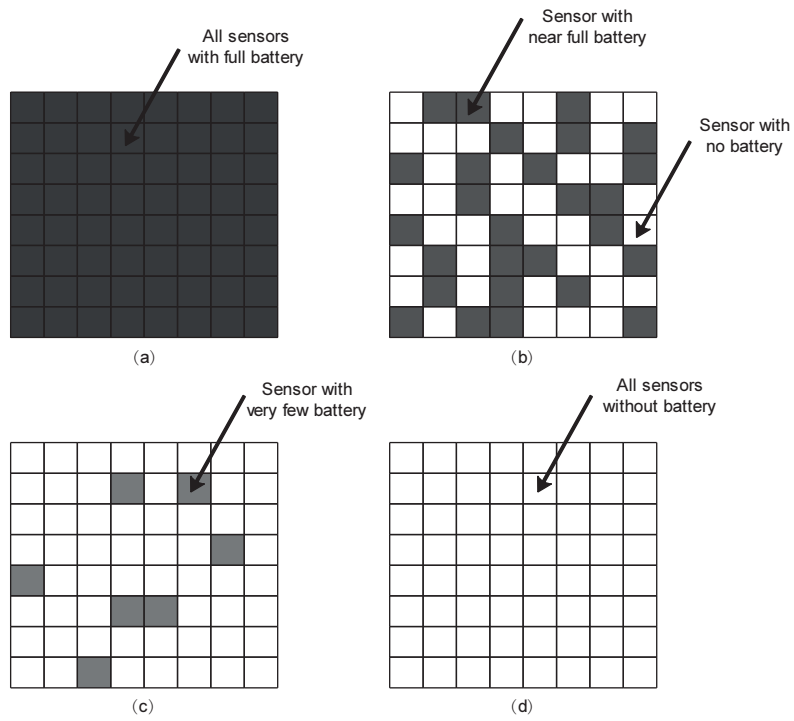 All sensors
with full battery
Sensor with
near full battery
Sensor with
no battery
(a)
(b)
Sensor with
very few battery
All sensors
without battery
(c)
(d)